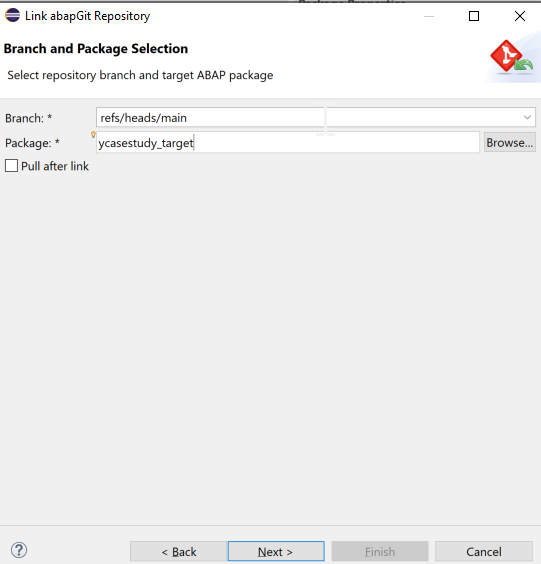 Link abapGit Repository
Branch and Package Selection
Select repository branch and target ABAP package
Branch: *
refs/heads/main
Package: *
ycasestudy_target
Browse...
Pull after link
?
< Back
Next >
Finish
Cancel